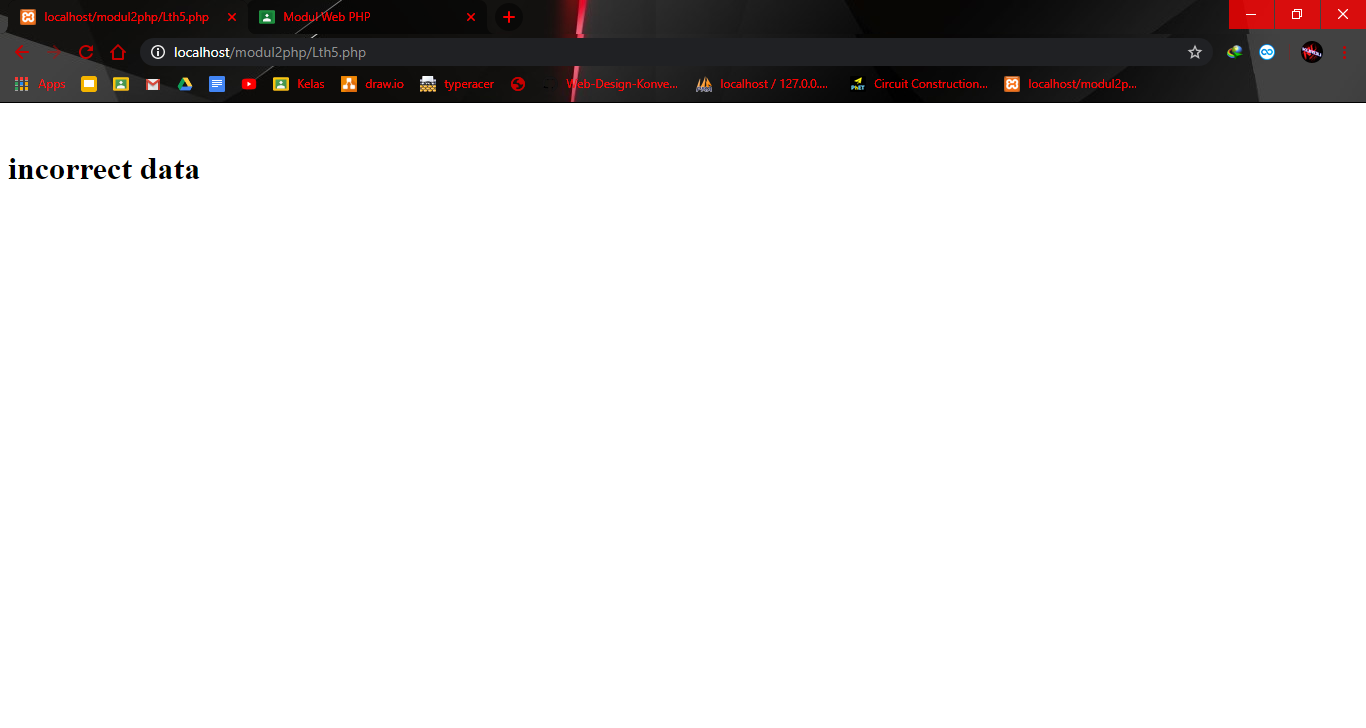 localhost/modul2php/Lth5.php Modul Web PHP
localhost/modul2php/Lth5.php
Apps Kelas draw.io typeracer Web-Design-Konve... localhost / 127.0.0.... Circuit Construction... localhost/modul2p...
incorrect data